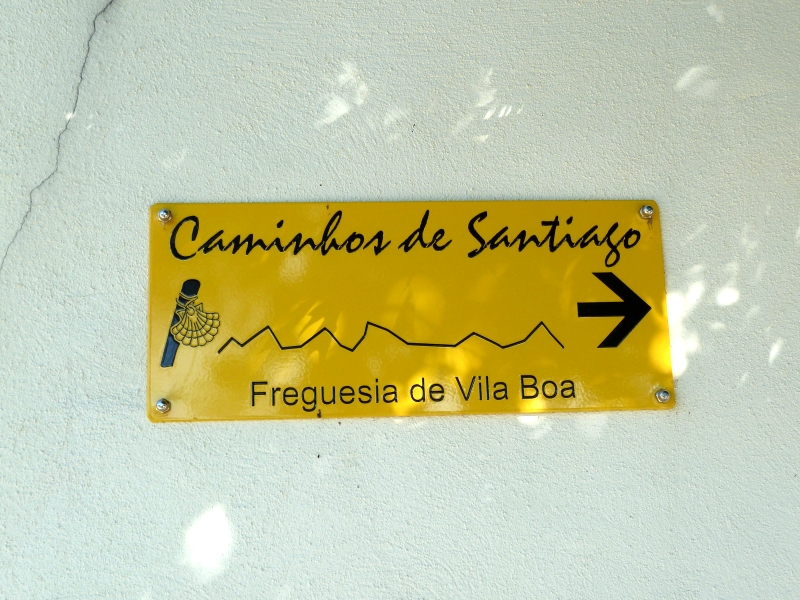 Caminhos de Santiago
Freguesia de Vila Boa